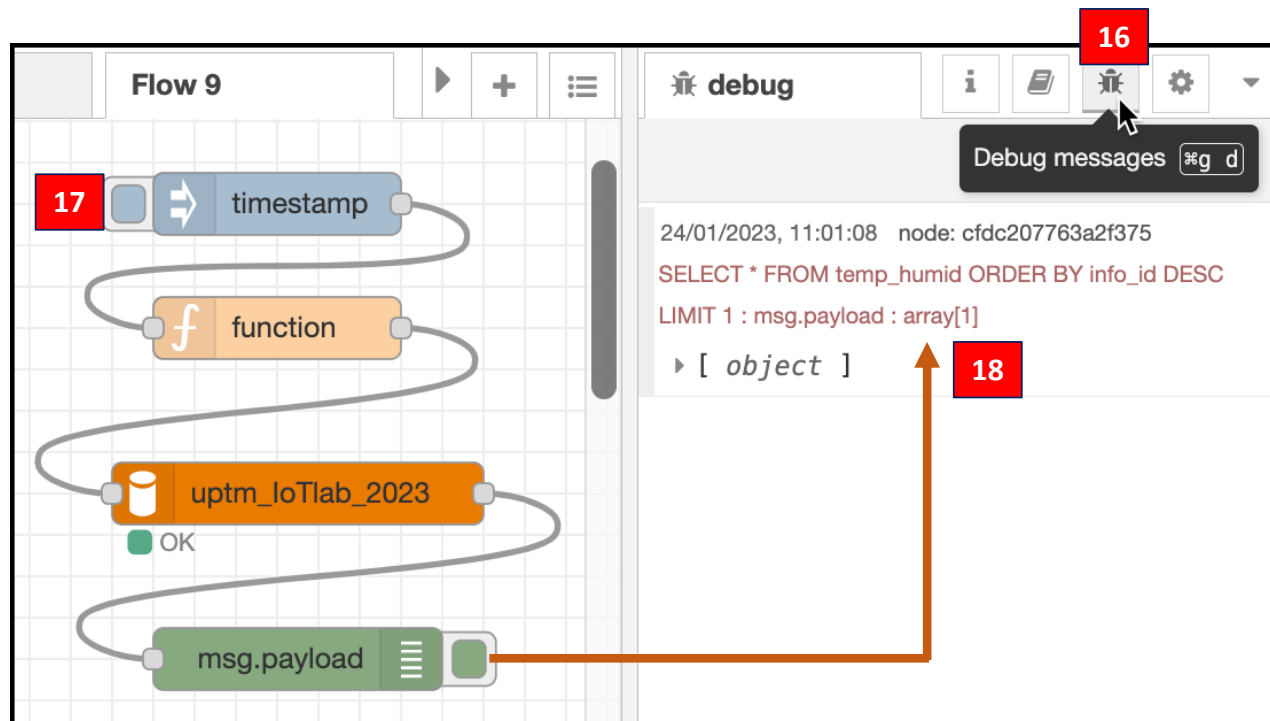 16
Flow 9
debug
Debug messages ⌘g d
17
timestamp
24/01/2023, 11:01:08 node: cfdc207763a2f375
SELECT * FROM temp_humid ORDER BY info_id DESC
LIMIT 1 : msg.payload : array[1]
[ object ]
18
function
uptm_IoTlab_2023
OK
msg.payload